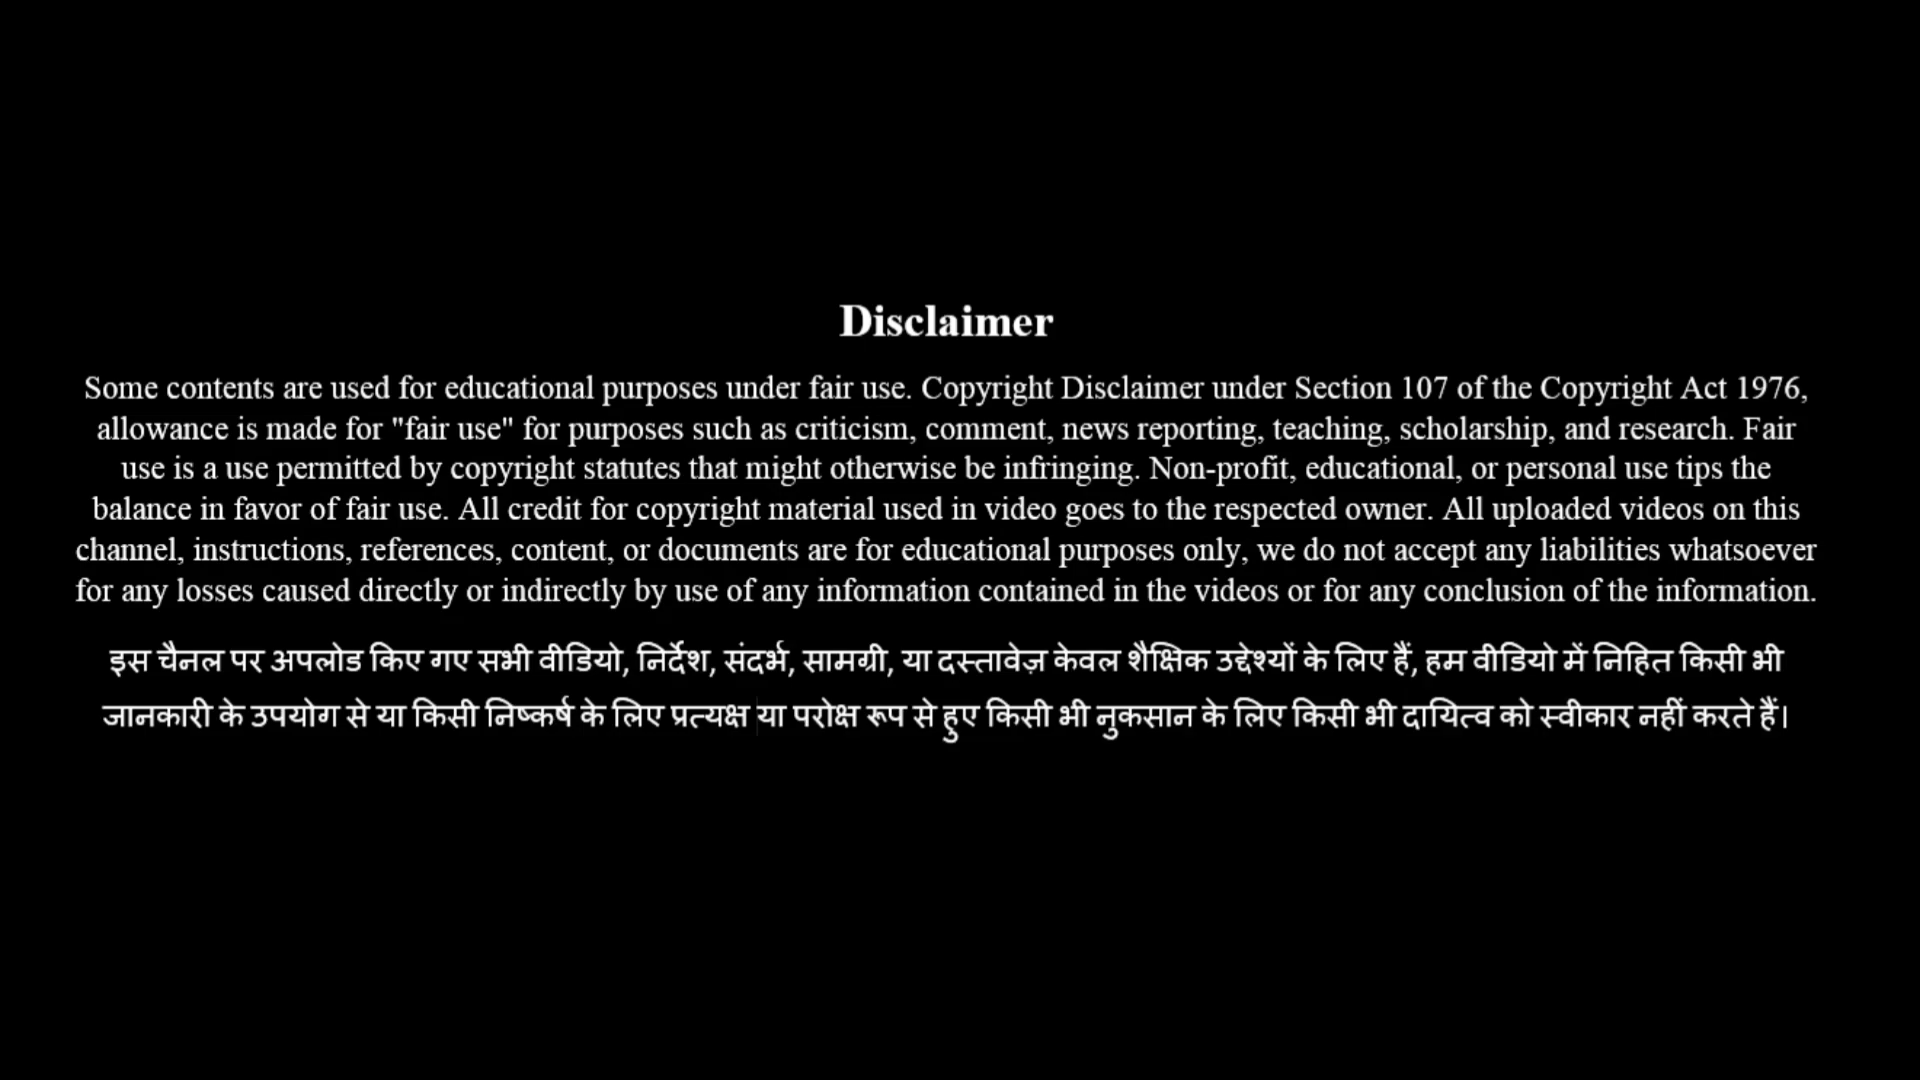 Disclaimer
Some contents are used for educational purposes under fair use. Copyright Disclaimer under Section 107 of the Copyright Act 1976,
allowance is made for "fair use" for purposes such as criticism, comment, news reporting, teaching, scholarship, and research. Fair
use is a use permitted by copyright statutes that might otherwise be infringing. Non-profit, educational, or personal use tips the
balance in favor of fair use. All credit for copyright material used in video goes to the respected owner. All uploaded videos on this
channel, instructions, references, content, or documents are for educational purposes only, we do not accept any liabilities whatsoever
for any losses caused directly or indirectly by use of any information contained in the videos or for any conclusion of the information.
इस चैनल पर अपलोड किए गए सभी वीडियो, निर्देश, संदर्भ, सामग्री, या दस्तावेज़ केवल शैक्षिक उद्देश्यों के लिए हैं, हम वीडियो में निहित किसी भी
जानकारी के उपयोग से या किसी निष्कर्ष के लिए प्रत्यक्ष या परोक्ष रूप से हुए किसी भी नुकसान के लिए किसी भी दायित्व को स्वीकार नहीं करते हैं।